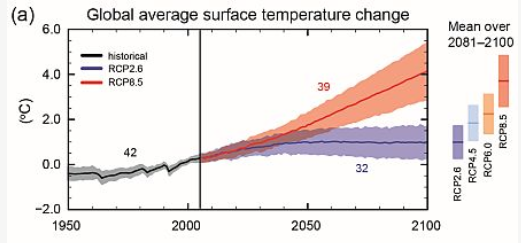 (a) Global average surface temperature change
Mean over
2081–2100
6.0
4.0
2.0
0.0
−2.0
(°C)
historical
RCP2.6
RCP8.5
42
39
32
1950
2000
2050
2100
RCP2.6
RCP4.5
RCP6.0
RCP8.5